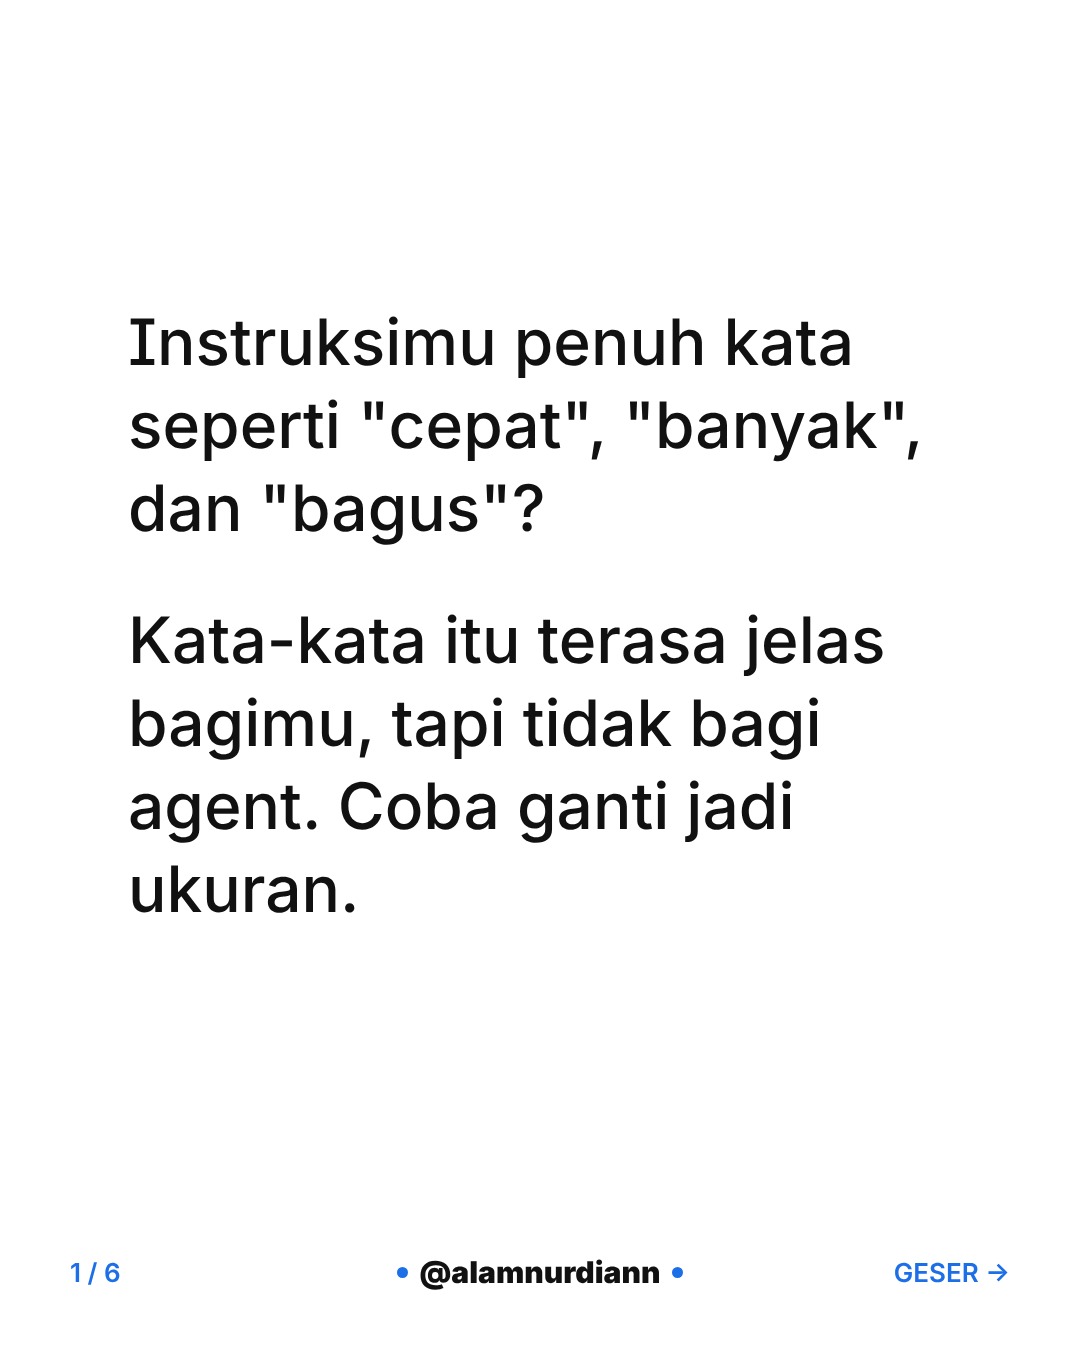 Instruksimu penuh kata
seperti "cepat", "banyak",
dan "bagus"?
Kata-kata itu terasa jelas
bagimu, tapi tidak bagi
agent. Coba ganti jadi
ukuran.
1 / 6
• @alamnurdiann •
GESER →